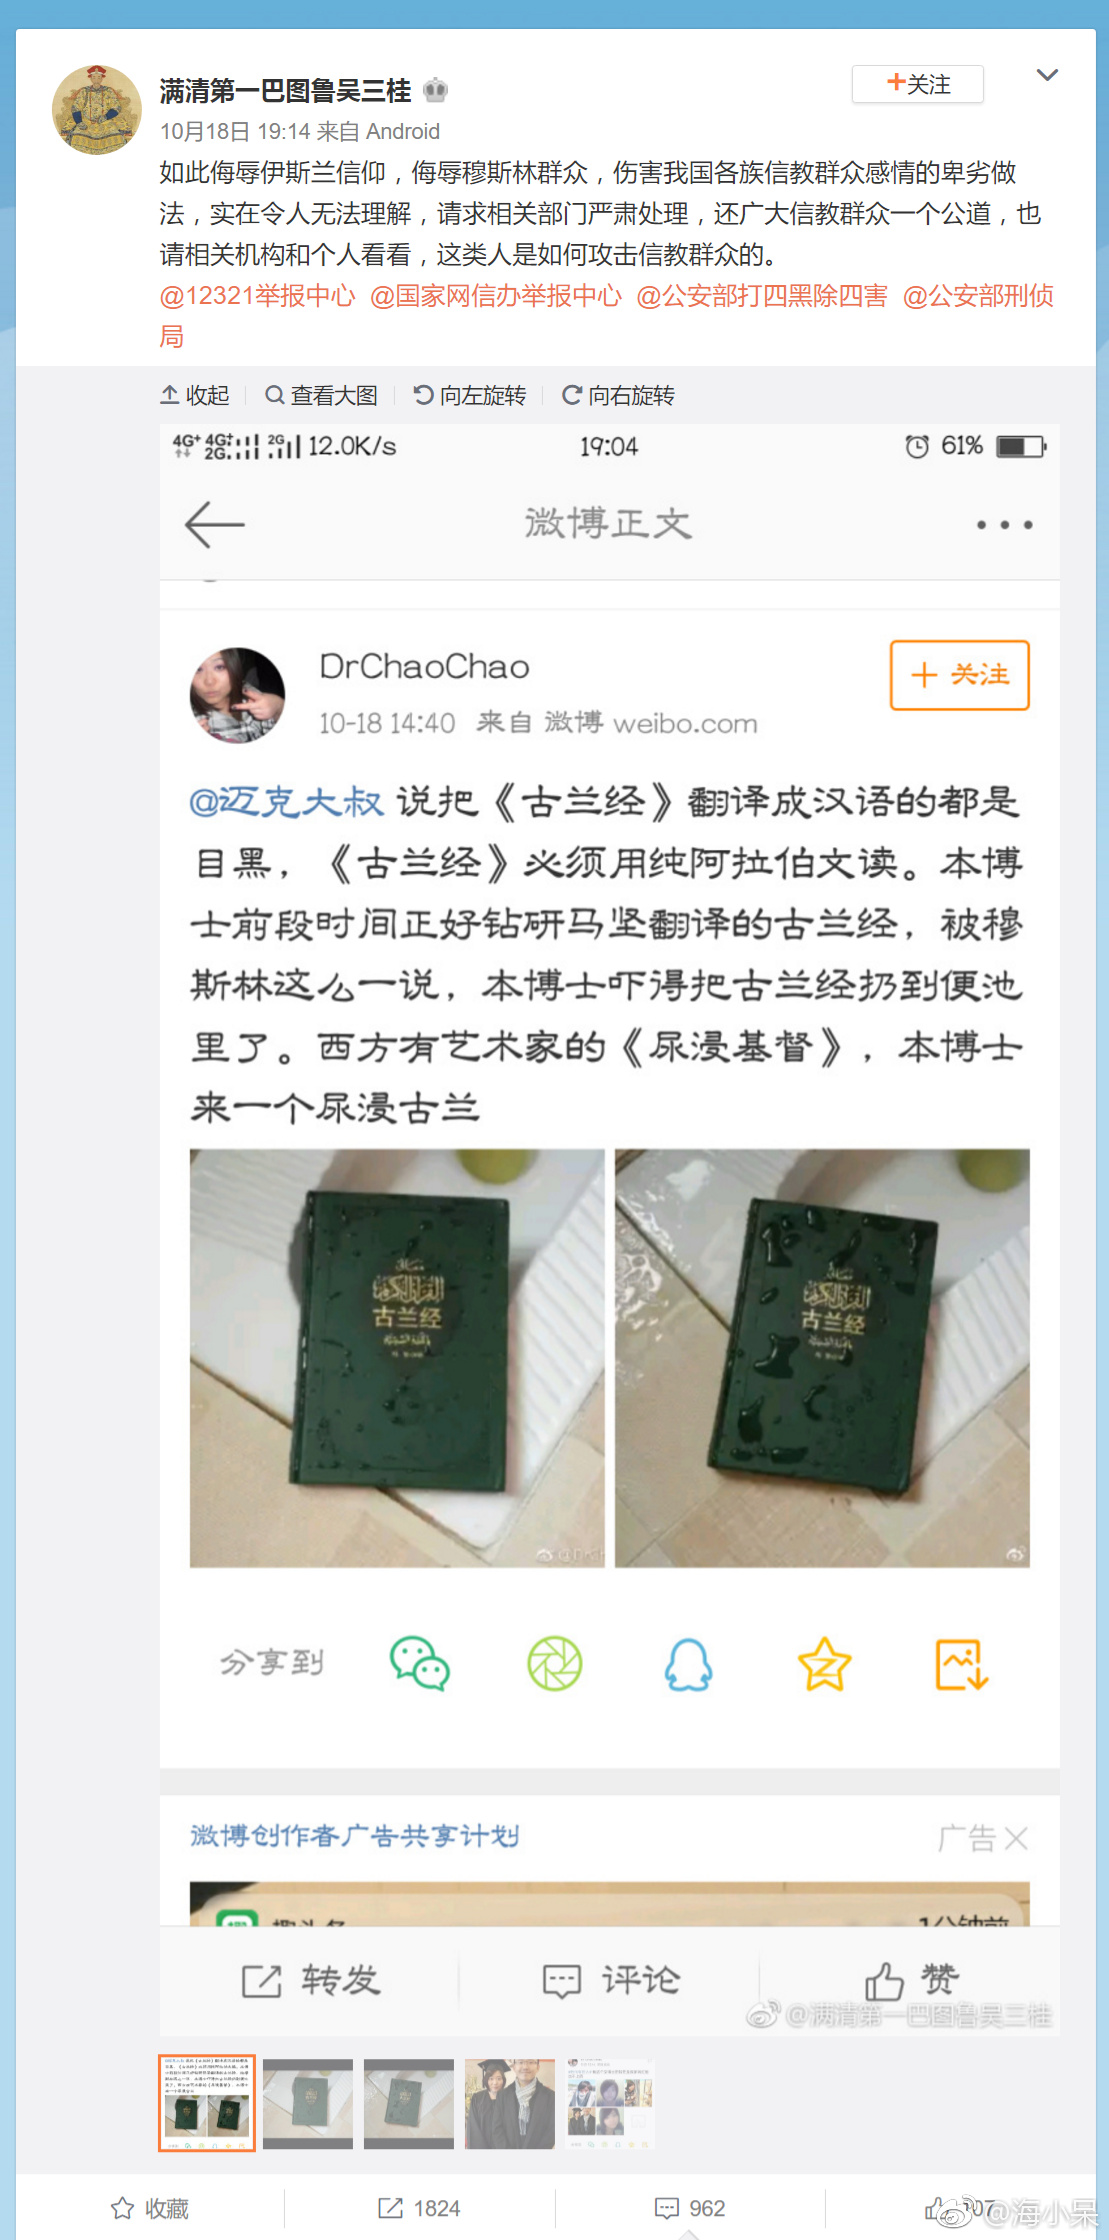 满清第一巴图鲁吴三桂
+关注
10月18日 19:14 来自 Android
如此侮辱伊斯兰信仰，侮辱穆斯林群众，伤害我国各族信教群众感情的卑劣做
法，实在令人无法理解，请求相关部门严肃处理，还广大信教群众一个公道，也
请相关机构和个人看看，这类人是如何攻击信教群众的。
@12321举报中心 @国家网信办举报中心 @公安部打四黑除四害 @公安部刑侦
局
收起 查看大图 向左旋转 向右旋转
4G+ 4G+ 2G 2G 12.0K/s 19:04 61%
微博正文
DrChaoChao
+ 关注
10-18 14:40 来自 微博 weibo.com
@迈克大叔 说把《古兰经》翻译成汉语的都是
目黑，《古兰经》必须用纯阿拉伯文读。本博
士前段时间正好钻研马坚翻译的古兰经，被穆
斯林这么一说，本博士吓得把古兰经扔到便池
里了。西方有艺术家的《尿浸基督》，本博士
来一个尿浸古兰
古兰经
古兰经
分享到
微博创作者广告共享计划
广告
1分钟前
转发 评论 赞
@满清第一巴图鲁吴三桂
收藏 1824 962
@海小呆